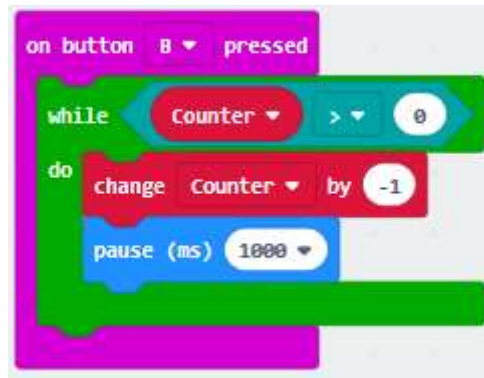 on button B pressed
while Counter > 0
do
change Counter by -1
pause (ms) 1000